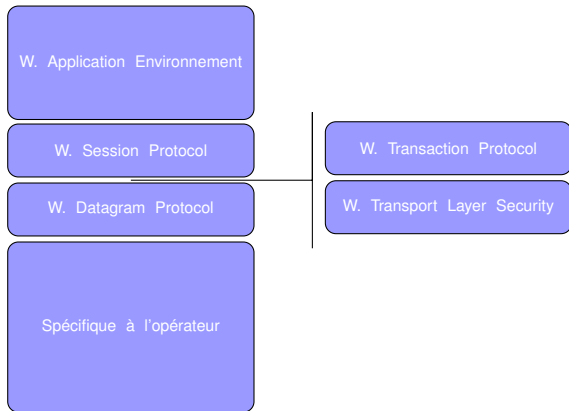 W. Application Environnement
W. Session Protocol
W. Datagram Protocol
Spécifique à l'opérateur
W. Transaction Protocol
W. Transport Layer Security